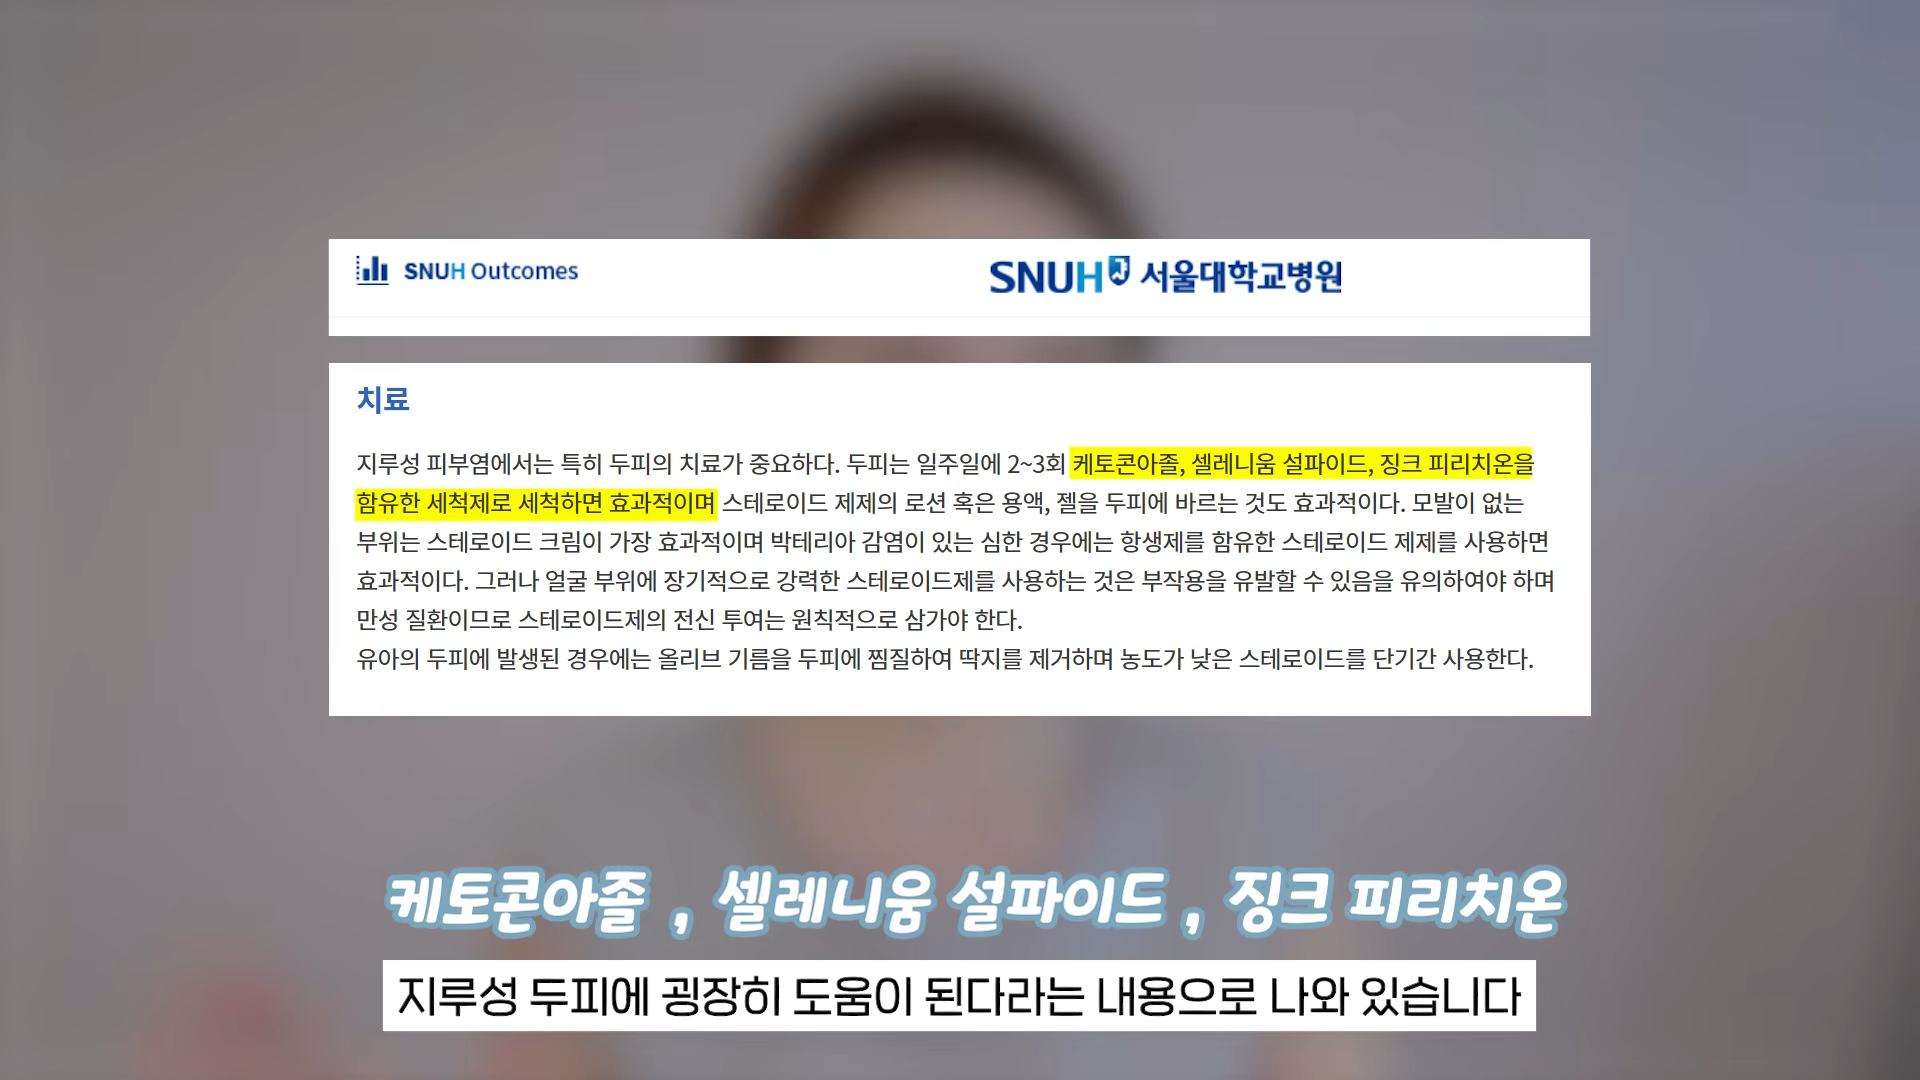 SNUH Outcomes
SNUH 서울대학교병원
치료
지루성 피부염에서는 특히 두피의 치료가 중요하다. 두피는 일주일에 2~3회 케토콘아졸, 셀레니움 설파이드, 징크 피리치온을
함유한 세척제로 세척하면 효과적이며 스테로이드 제제의 로션 혹은 용액, 젤을 두피에 바르는 것도 효과적이다. 모발이 없는
부위는 스테로이드 크림이 가장 효과적이며 박테리아 감염이 있는 심한 경우에는 항생제를 함유한 스테로이드 제제를 사용하면
효과적이다. 그러나 얼굴 부위에 장기적으로 강력한 스테로이드제를 사용하는 것은 부작용을 유발할 수 있음을 유의하여야 하며
만성 질환이므로 스테로이드제의 전신 투여는 원칙적으로 삼가야 한다.
유아의 두피에 발생된 경우에는 올리브 기름을 두피에 찜질하여 딱지를 제거하며 농도가 낮은 스테로이드를 단기간 사용한다.
케토콘아졸 , 셀레니움 설파이드 , 징크 피리치온
지루성 두피에 굉장히 도움이 된다라는 내용으로 나와 있습니다